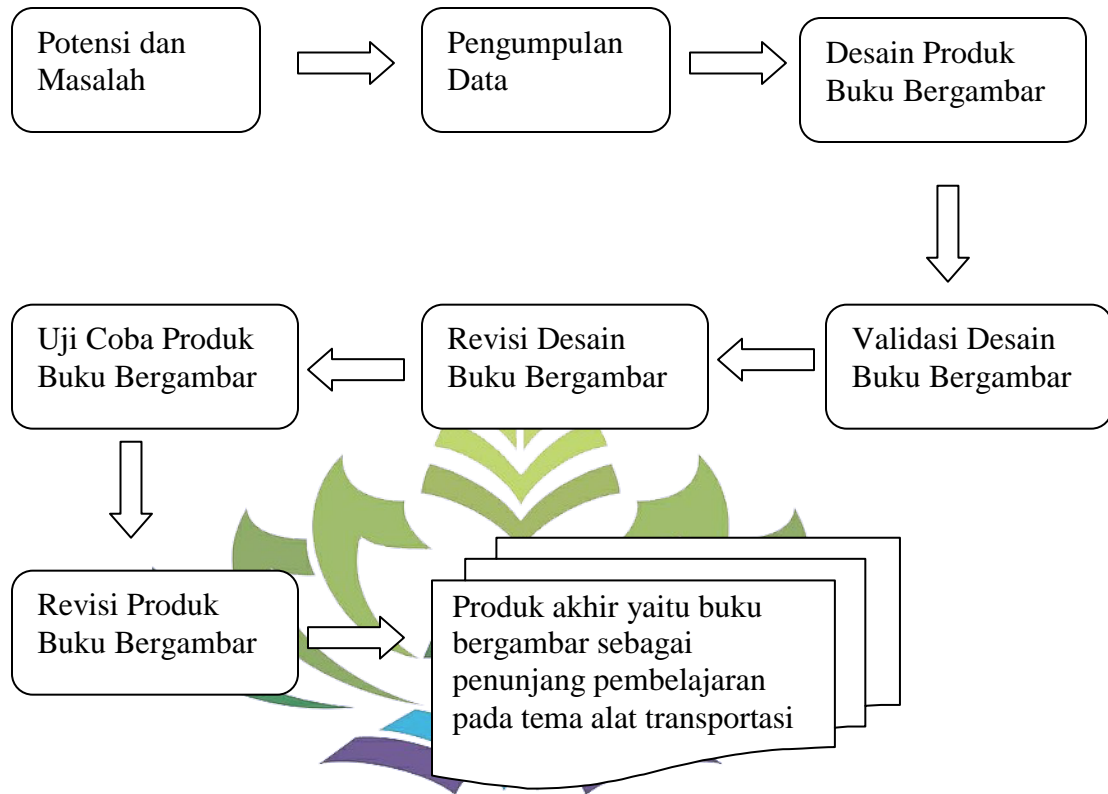 Potensi dan
Masalah
Pengumpulan
Data
Desain Produk
Buku Bergambar
Validasi Desain
Buku Bergambar
Revisi Desain
Buku Bergambar
Uji Coba Produk
Buku Bergambar
Revisi Produk
Buku Bergambar
Produk akhir yaitu buku
bergambar sebagai
penunjang pembelajaran
pada tema alat transportasi